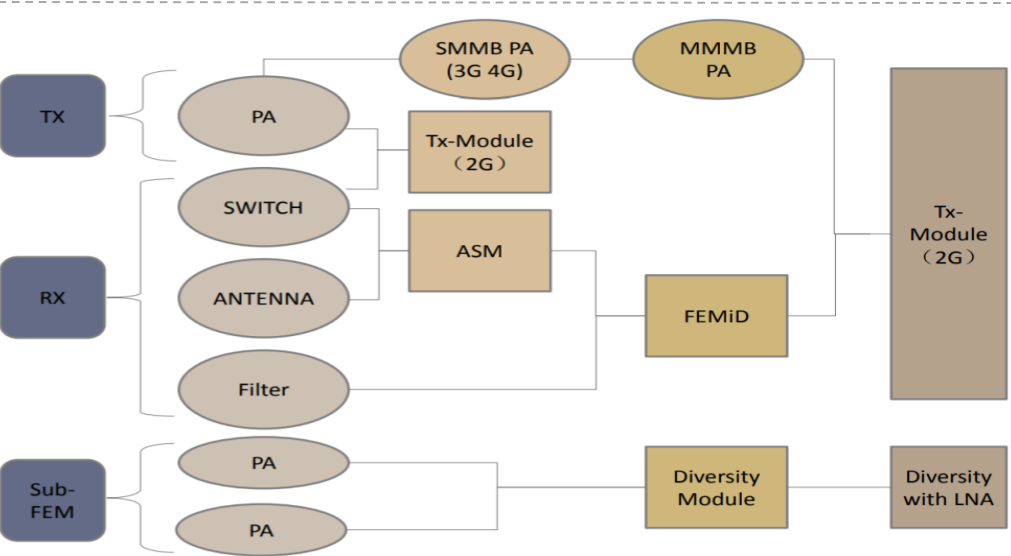 SMMB PA
(3G 4G)
MMMB
PA
TX
PA
Tx-Module
（2G）
SWITCH
ASM
Tx-
Module
（2G）
RX
ANTENNA
FEMiD
Filter
Sub-
FEM
PA
PA
Diversity
Module
Diversity
with LNA